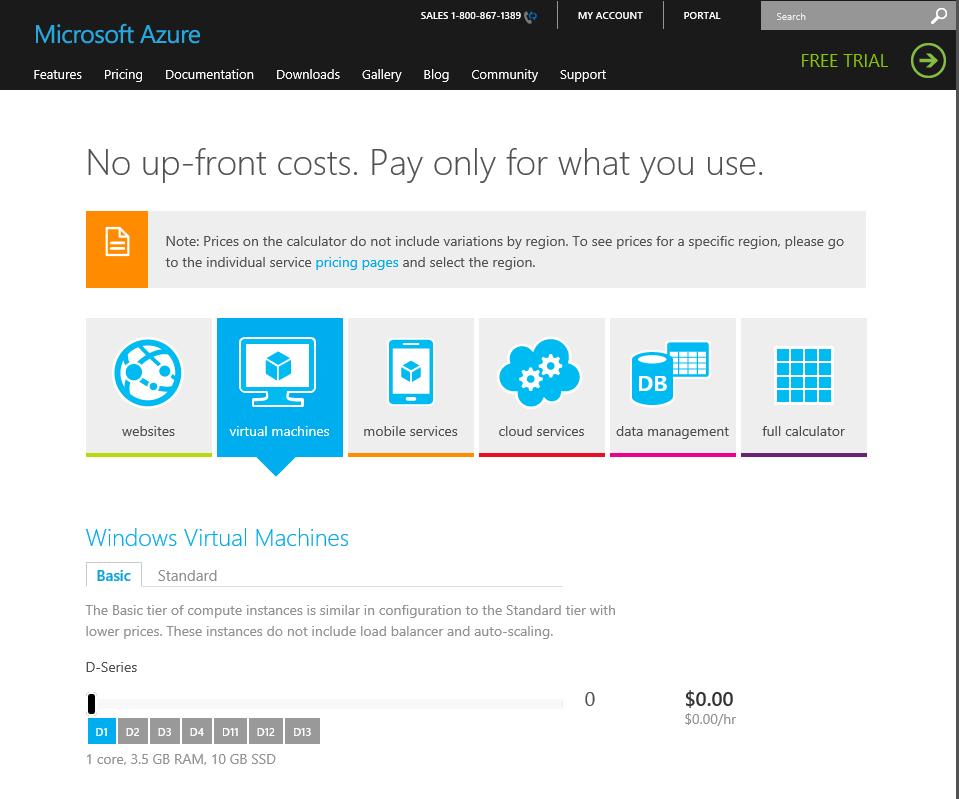 SALES 1-800-867-1389
MY ACCOUNT
PORTAL
Search
Microsoft Azure
FREE TRIAL
Features Pricing Documentation Downloads Gallery Blog Community Support
No up-front costs. Pay only for what you use.
Note: Prices on the calculator do not include variations by region. To see prices for a specific region, please go
to the individual service pricing pages and select the region.
DB
websites virtual machines mobile services cloud services data management full calculator
Windows Virtual Machines
Basic Standard
The Basic tier of compute instances is similar in configuration to the Standard tier with
lower prices. These instances do not include load balancer and auto-scaling.
D-Series
0 $0.00
$0.00/hr
D1 D2 D3 D4 D11 D12 D13
1 core, 3.5 GB RAM, 10 GB SSD